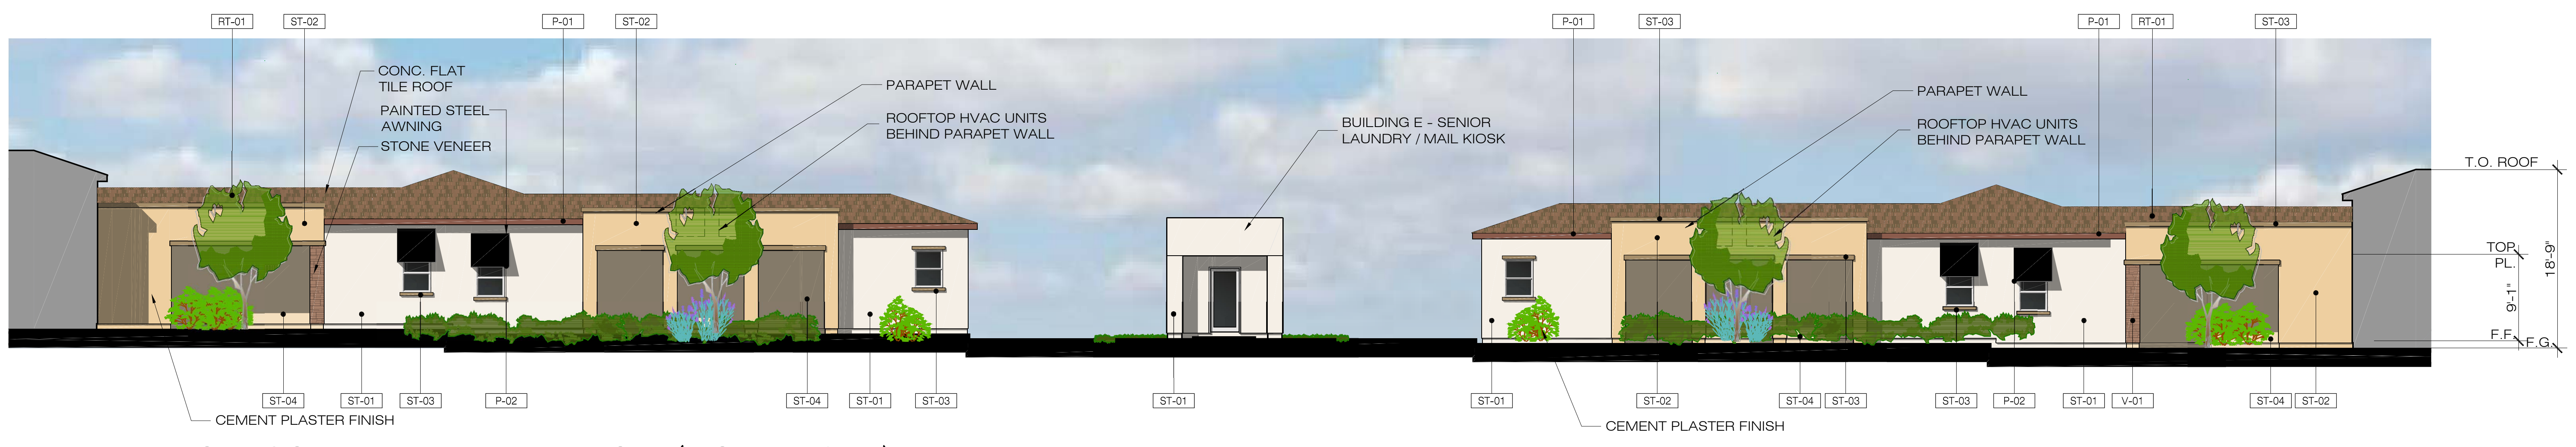 RT-01
ST-02
P-01
ST-02
P-01
ST-03
P-01
RT-01
ST-03
CONC. FLAT
TILE ROOF
PAINTED STEEL
AWNING
STONE VENEER
PARAPET WALL
ROOFTOP HVAC UNITS
BEHIND PARAPET WALL
BUILDING E - SENIOR
LAUNDRY / MAIL KIOSK
PARAPET WALL
ROOFTOP HVAC UNITS
BEHIND PARAPET WALL
T.O. ROOF
TOP
PL.
18'-9"
9'-1"
F.F.
F.G.
ST-04
ST-01
ST-03
P-02
ST-04
ST-01
ST-03
ST-01
ST-01
ST-02
ST-04
ST-03
ST-03
P-02
ST-01
V-01
ST-04
ST-02
CEMENT PLASTER FINISH
CEMENT PLASTER FINISH